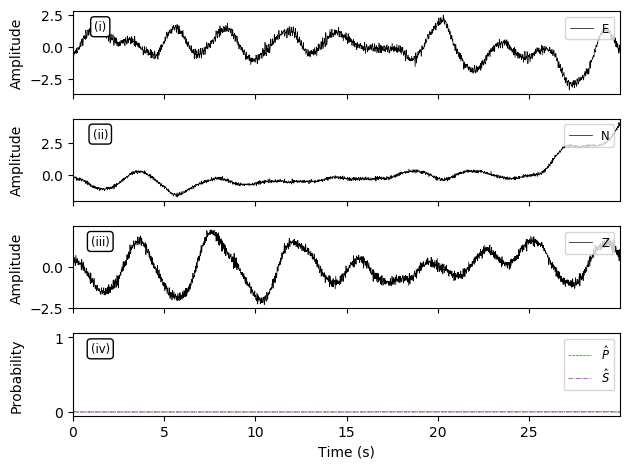 2.5
0.0
−2.5
Amplitude
(i)
E
2.5
0.0
Amplitude
(ii)
N
0.0
−2.5
Amplitude
(iii)
Z
1
0
Probability
(iv)
P̂
Ŝ
0 5 10 15 20 25
Time (s)